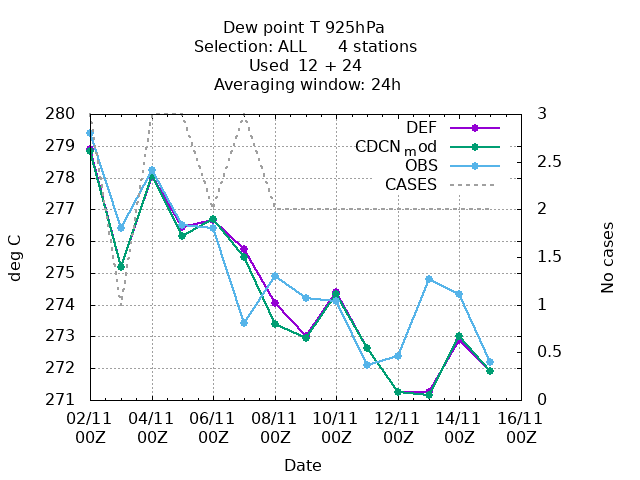 Dew point T 925hPa
Selection: ALL      4 stations
Used  12 + 24
Averaging window: 24h
280
279
278
277
276
275
274
273
272
271
deg C
3
2.5
2
1.5
1
0.5
0
No cases
DEF
CDCN_mod
OBS
CASES
02/11 04/11 06/11 08/11 10/11 12/11 14/11 16/11
00Z 00Z 00Z 00Z 00Z 00Z 00Z 00Z
Date